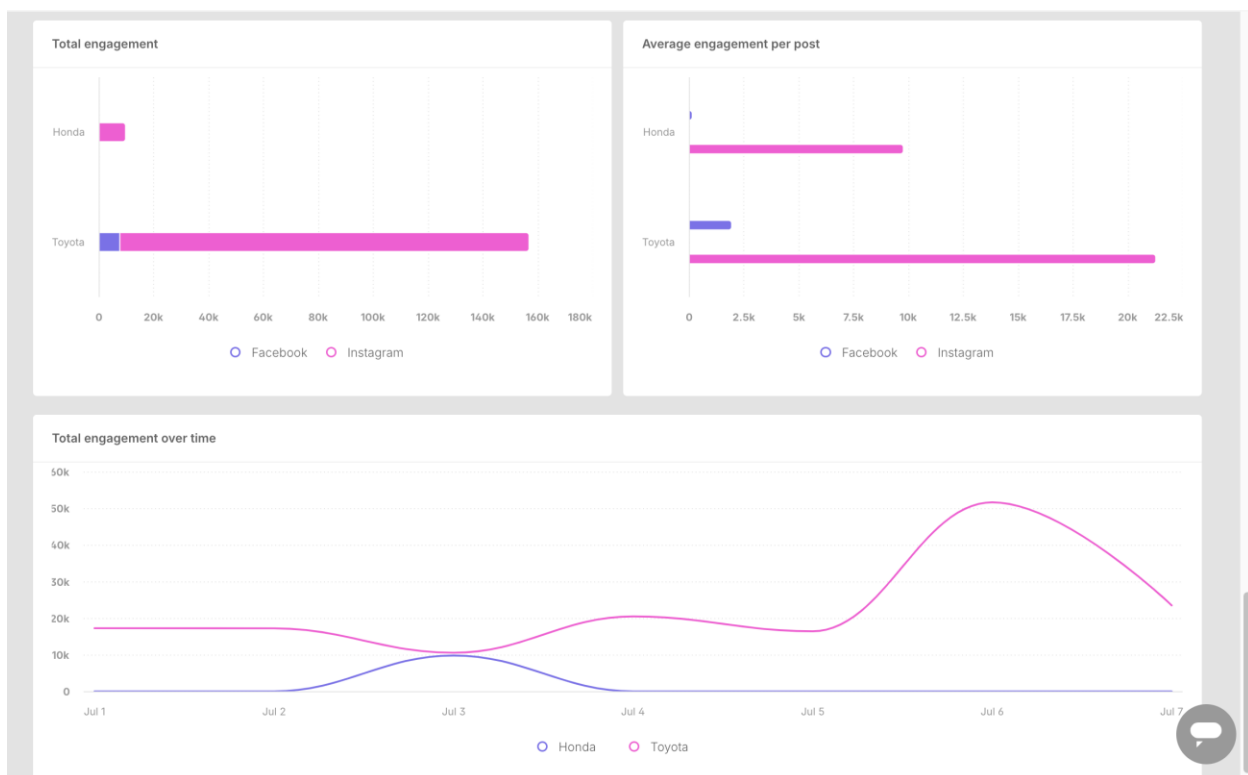 Total engagement
Honda
Toyota
0 20k 40k 60k 80k 100k 120k 140k 160k 180k
Facebook Instagram
Average engagement per post
Honda
Toyota
0 2.5k 5k 7.5k 10k 12.5k 15k 17.5k 20k 22.5k
Facebook Instagram
Total engagement over time
60k
50k
40k
30k
20k
10k
0
Jul 1 Jul 2 Jul 3 Jul 4 Jul 5 Jul 6 Jul 7
Honda Toyota